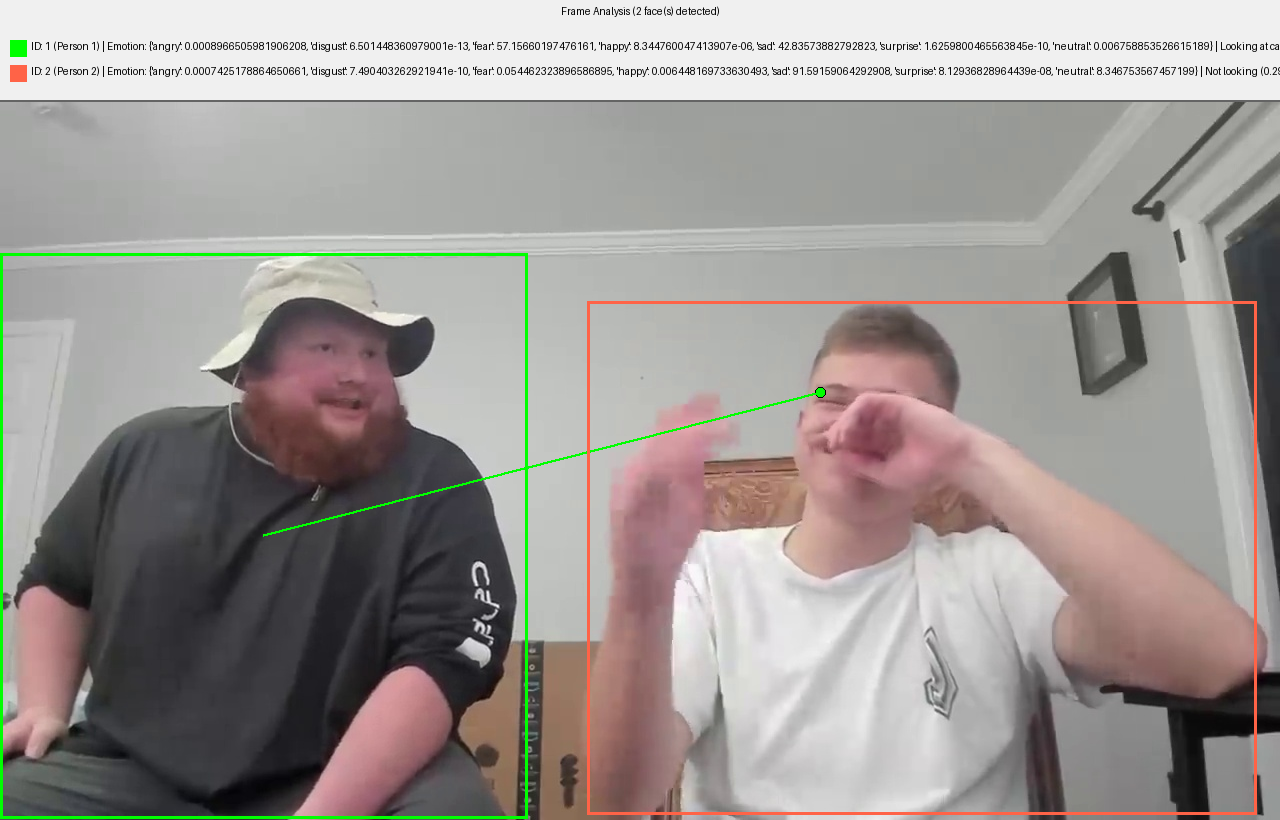 Frame Analysis (2 face(s) detected)
ID: 1 (Person 1) | Emotion: {'angry': 0.0008966505981906208, 'disgust': 6.501448360979001e-13, 'fear': 57.15660197476161, 'happy': 8.344760047413907e-06, 'sad': 42.83573882792823, 'surprise': 1.6259800465563845e-10, 'neutral': 0.006758853526615189} | Looking at ca
ID: 2 (Person 2) | Emotion: {'angry': 0.0007425178864650661, 'disgust': 7.490403262921941e-10, 'fear': 0.054462323896586895, 'happy': 0.006448169733630493, 'sad': 91.59159064292908, 'surprise': 8.12936828964439e-08, 'neutral': 8.346753567457199} | Not looking (0.29